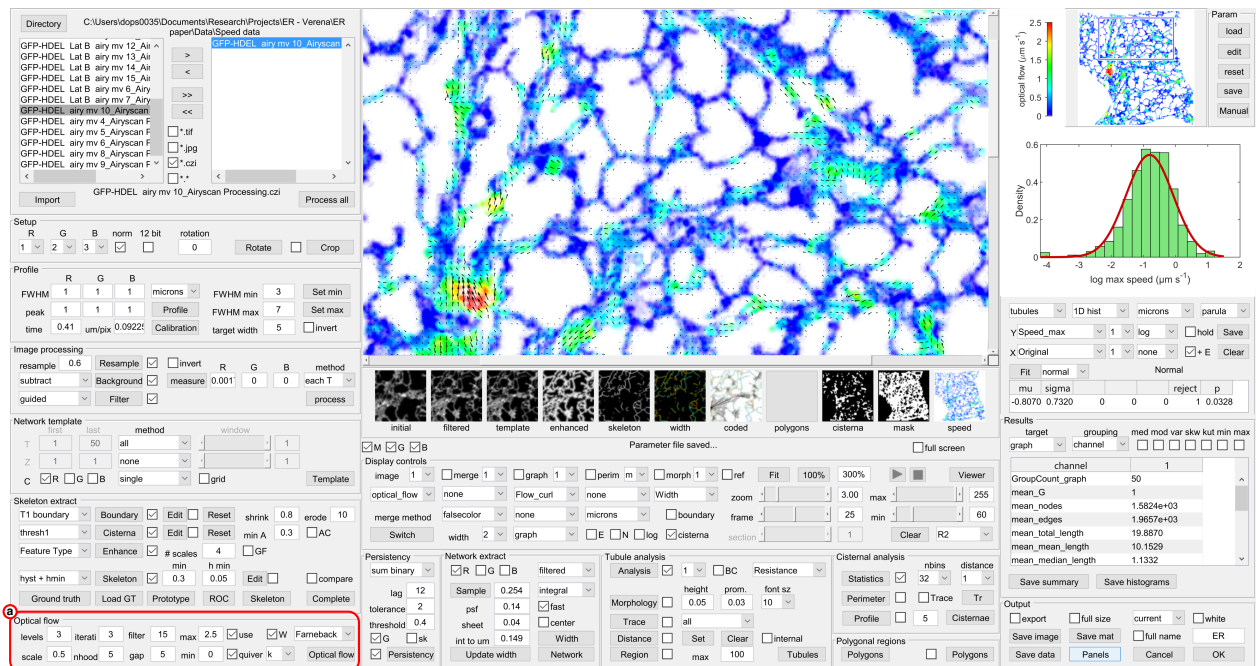 Directory
C:\Users\dops0035\Documents\Research\Projects\ER - Verena\ER
paper\Data\Speed data
GFP-HDEL Lat B airy mv 12_Air
GFP-HDEL Lat B airy mv 13_Air
GFP-HDEL Lat B airy mv 14_Air
GFP-HDEL Lat B airy mv 15_Air
GFP-HDEL Lat B airy mv 6_Airy
GFP-HDEL Lat B airy mv 7_Airy
GFP-HDEL airy mv 10_Airyscan
GFP-HDEL airy mv 4_Airyscan F
GFP-HDEL airy mv 5_Airyscan F
GFP-HDEL airy mv 6_Airyscan F
GFP-HDEL airy mv 8_Airyscan F
GFP-HDEL airy mv 9_Airyscan F
>
<
>>
<<
*.tif
*.jpg
*.czi
*.*
GFP-HDEL airy mv 10_Airyscan
GFP-HDEL airy mv 10_Airyscan Processing.czi
Import
Process all
Setup
R G B norm 12 bit rotation
1 2 3 0 Rotate Crop
Profile
R G B
FWHM 1 1 1 microns FWHM min 3 Set min
peak 1 1 1 Profile FWHM max 7 Set max
time 0.41 um/pix 0.0922 Calibration target width 5 invert
Image processing
resample 0.6 Resample invert R G B method
subtract Background measure 0.001 0 0 each T
guided Filter process
Network template
first last method window
T 1 50 all 1
Z 1 1 none 1
C R G B single grid Template
Skeleton extract
T1 boundary Boundary Edit Reset shrink 0.8 erode 10
thresh1 Cisterna Edit Reset min A 0.3 AC
Feature Type Enhance # scales 4 GF
min h min
hyst + hmin Skeleton 0.3 0.05 Edit compare
Ground truth Load GT Prototype ROC Skeleton Complete
a
Optical flow
levels 3 iterati 3 filter 15 max 2.5 use W Farneback
scale 0.5 nhood 5 gap 5 min 0 quiver k Optical flow
initial filtered template enhanced skeleton width coded polygons cisterna mask speed
M G B Parameter file saved... full screen
Display controls
image 1 merge 1 graph 1 perim m morph 1 ref Fit 100% 300% Viewer
optical_flow none Flow_curl none Width zoom 3.00 max 255
merge method falsecolor none microns boundary frame 25 min 60
Switch width 2 graph E N log cisterna section 1 Clear R2
Persistency
sum binary
lag 12
tolerance 2
threshold 0.4
G sk
Persistency
Network extract
R G B filtered
Sample 0.254 integral
psf 0.14 fast
sheet 0.04 center
int to um 0.149 Width
Update width Network
Tubule analysis
Analysis 1 BC Resistance
height prom. font sz
Morphology 0.05 0.03 10
Trace all
Distance Set Clear internal
Region max 100 Tubules
Cisternal analysis
nbins distance
Statistics 32 1
Perimeter Trace Tr
Profile 5 Cisternae
Polygonal regions
Polygons Polygons
optical flow (μm s-1)
2.5
2
1.5
1
0.5
0
Param
load
edit
reset
save
Manual
Density
0.6
0.4
0.2
0
-4 -3 -2 -1 0 1 2
log max speed (μm s-1)
tubules 1D hist microns parula
Y Speed_max 1 log hold Save
X Original 1 none + E Clear
Fit normal Normal
mu sigma reject p
-0.8070 0.7320 0 0 0 1 0.0328
Results
target grouping med mod var skw kut min max
graph channel
channel 1
GroupCount_graph 50
mean_G 1
mean_nodes 1.5824e+03
mean_edges 1.9657e+03
mean_total_length 19.8870
mean_mean_length 10.1529
mean_median_length 1.1332
Save summary Save histograms
Output
export full size current white
Save image Save mat full name ER
Save data Panels Cancel OK